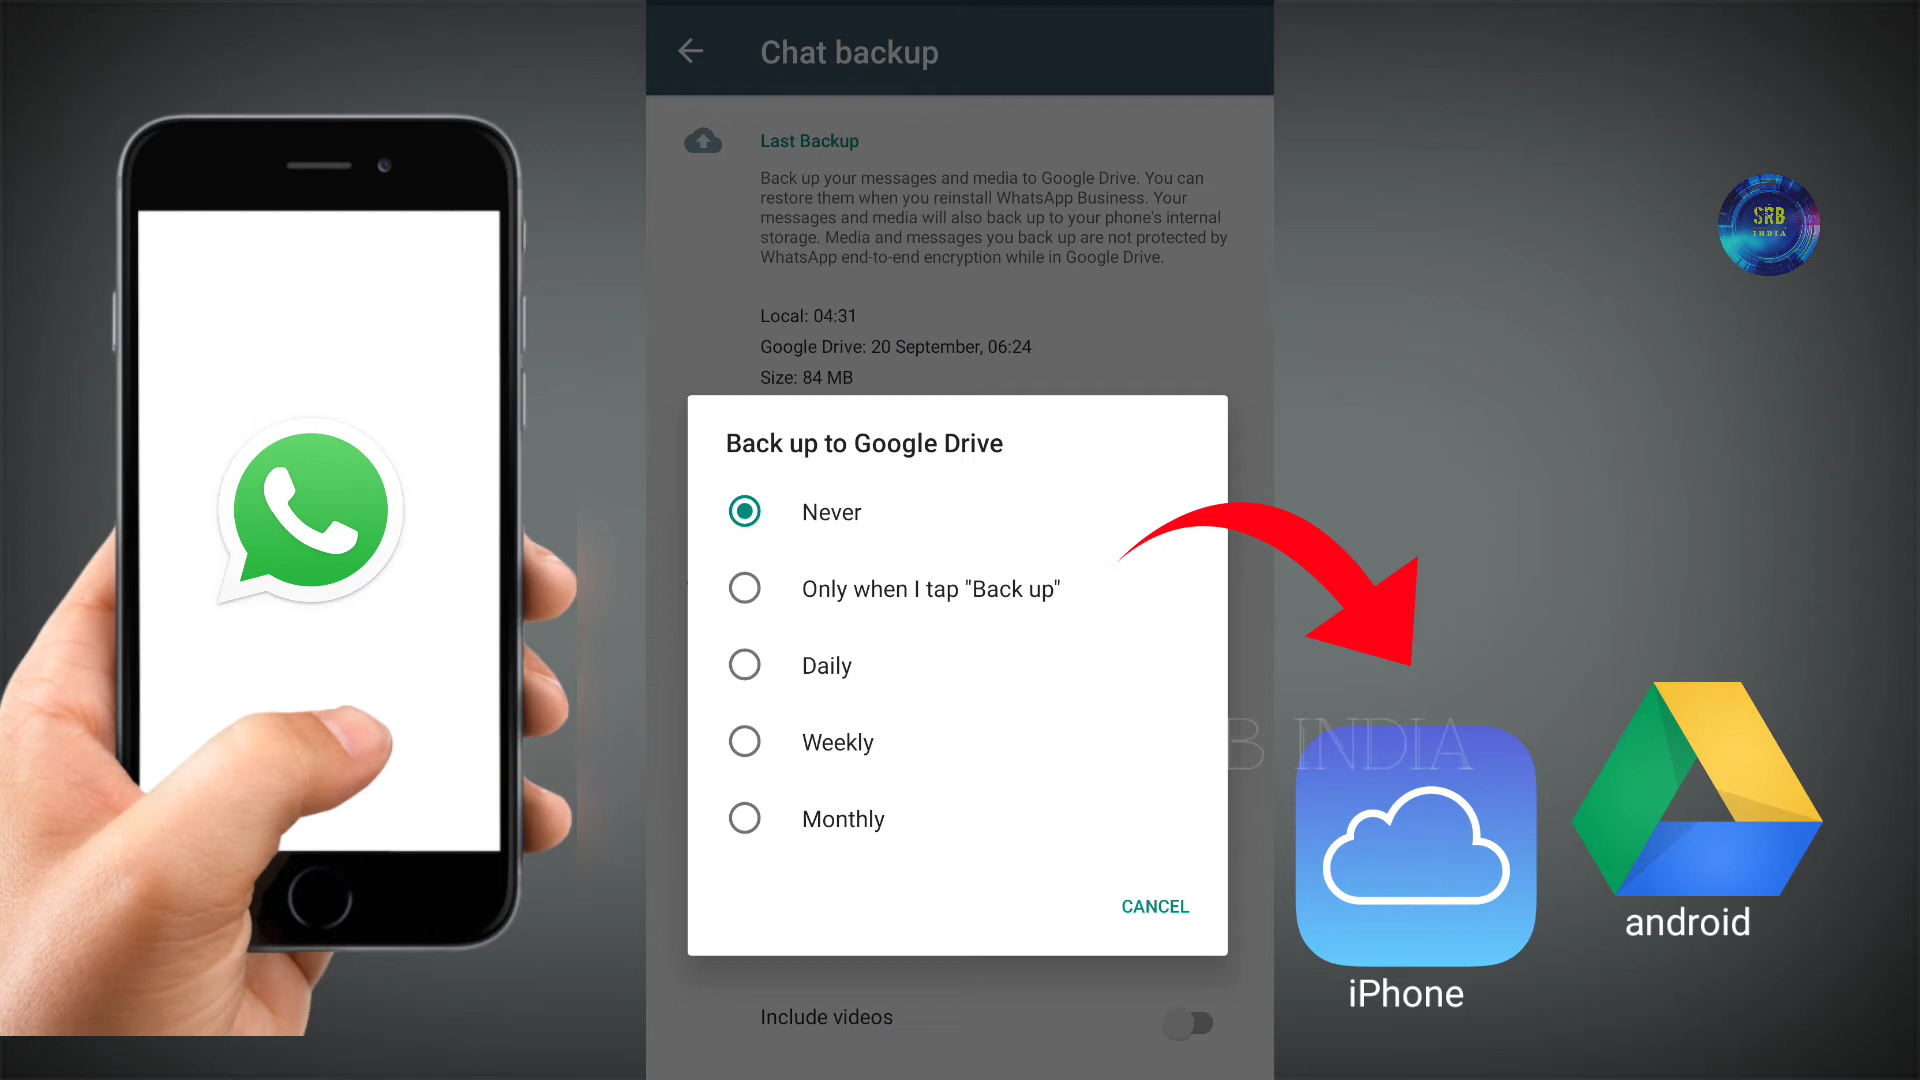 Chat backup
Last Backup
Back up your messages and media to Google Drive. You can
restore them when you reinstall WhatsApp Business. Your
messages and media will also back up to your phone's internal
storage. Media and messages you back up are not protected by
WhatsApp end-to-end encryption while in Google Drive.
Local: 04:31
Google Drive: 20 September, 06:24
Size: 84 MB
Back up to Google Drive
Never
Only when I tap "Back up"
Daily
Weekly
Monthly
CANCEL
Include videos
SRB
INDIA
B INDIA
iPhone
android